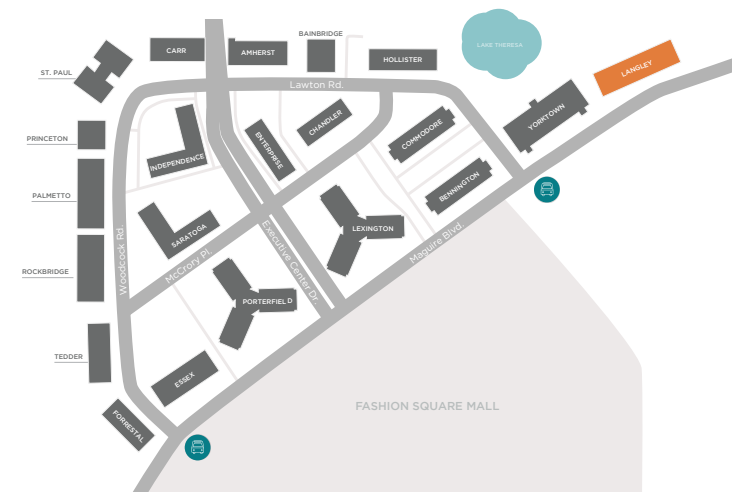 BAINBRIDGE
CARR
AMHERST
HOLLISTER
LAKE THERESA
ST. PAUL
LANGLEY
Lawton Rd.
YORKTOWN
CHANDLER
COMMODORE
PRINCETON
ENTERPRISE
INDEPENDENCE
BENNINGTON
PALMETTO
LEXINGTON
SARATOGA
Maguire Blvd.
Woodcock Rd.
McCrory Pl
Executive Center Dr.
ROCKBRIDGE
PORTERFIELD
TEDDER
ESSEX
FORRESTAL
FASHION SQUARE MALL